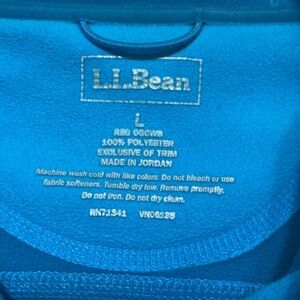 L.L.Bean
L
REG 0GCW5
100% POLYESTER
EXCLUSIVE OF TRIM
MADE IN JORDAN
Machine wash cold with like colors. Do not bleach or use
fabric softeners. Tumble dry low. Remove promptly.
Do not iron. Do not dry clean.
RN71341